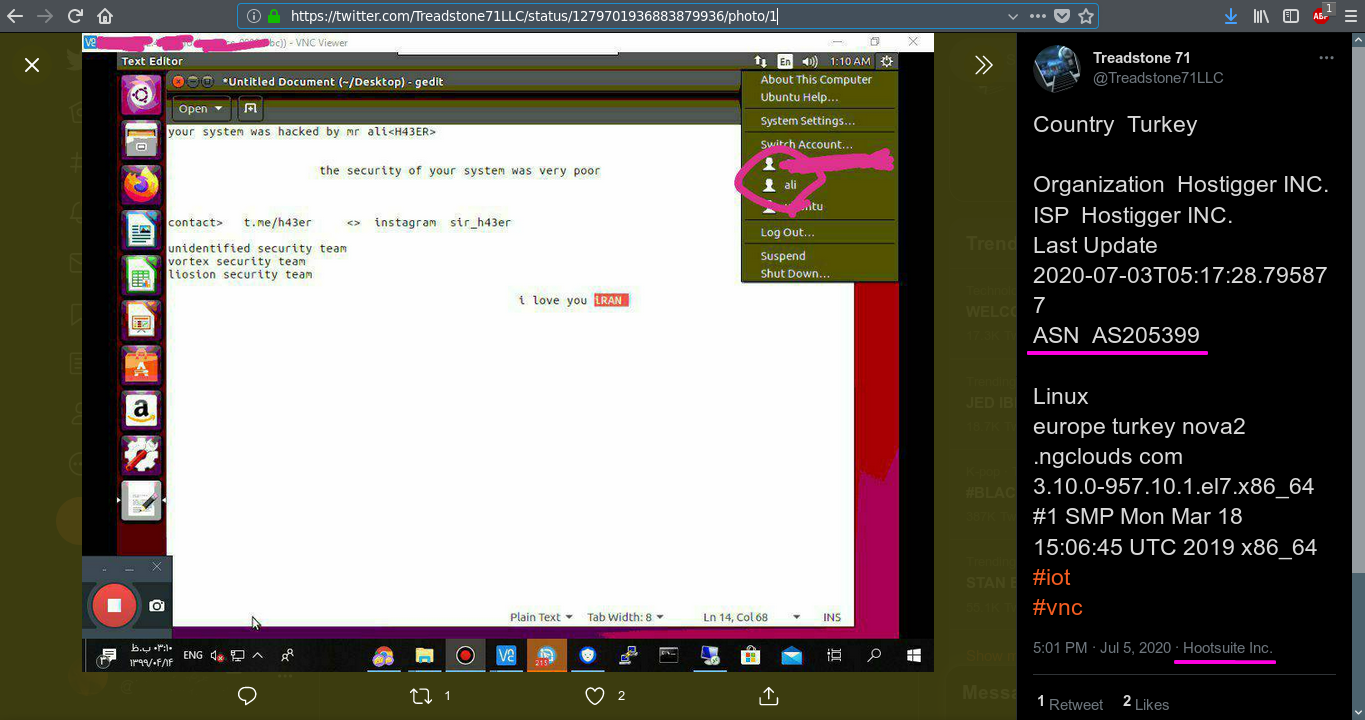 https://twitter.com/Treadstone71LLC/status/1279701936883879936/photo/1
ABP
1
)) - VNC Viewer
Text Editor
En
1:10 AM
*Untitled Document (~/Desktop) - gedit
Open
your system was hacked by mr ali<H43ER>
the security of your system was very poor
contact> t.me/h43er <> instagram sir_h43er
unidentified security team
vortex security team
liosion security team
i love you iRAN
About This Computer
Ubuntu Help...
System Settings...
Switch Account...
ali
Log Out...
Suspend
Shut Down...
Plain Text
Tab Width: 8
Ln 14, Col 68
INS
۰۳:۱۰ ب.ظ
۱۳۹۹/۰۴/۱۴
ENG
1
2
Treadstone 71
@Treadstone71LLC
Country Turkey
Organization Hostigger INC.
ISP Hostigger INC.
Last Update
2020-07-03T05:17:28.79587
7
ASN AS205399
Linux
europe turkey nova2
.ngclouds com
3.10.0-957.10.1.el7.x86_64
#1 SMP Mon Mar 18
15:06:45 UTC 2019 x86_64
#iot
#vnc
5:01 PM · Jul 5, 2020 · Hootsuite Inc.
1 Retweet 2 Likes